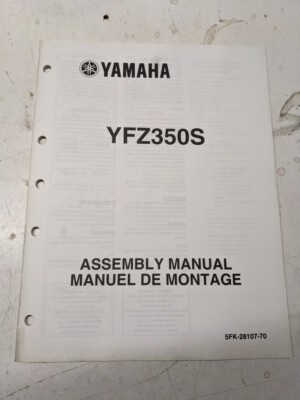 YAMAHA
YFZ350S
ASSEMBLY MANUAL
MANUEL DE MONTAGE
5FK-28107-70